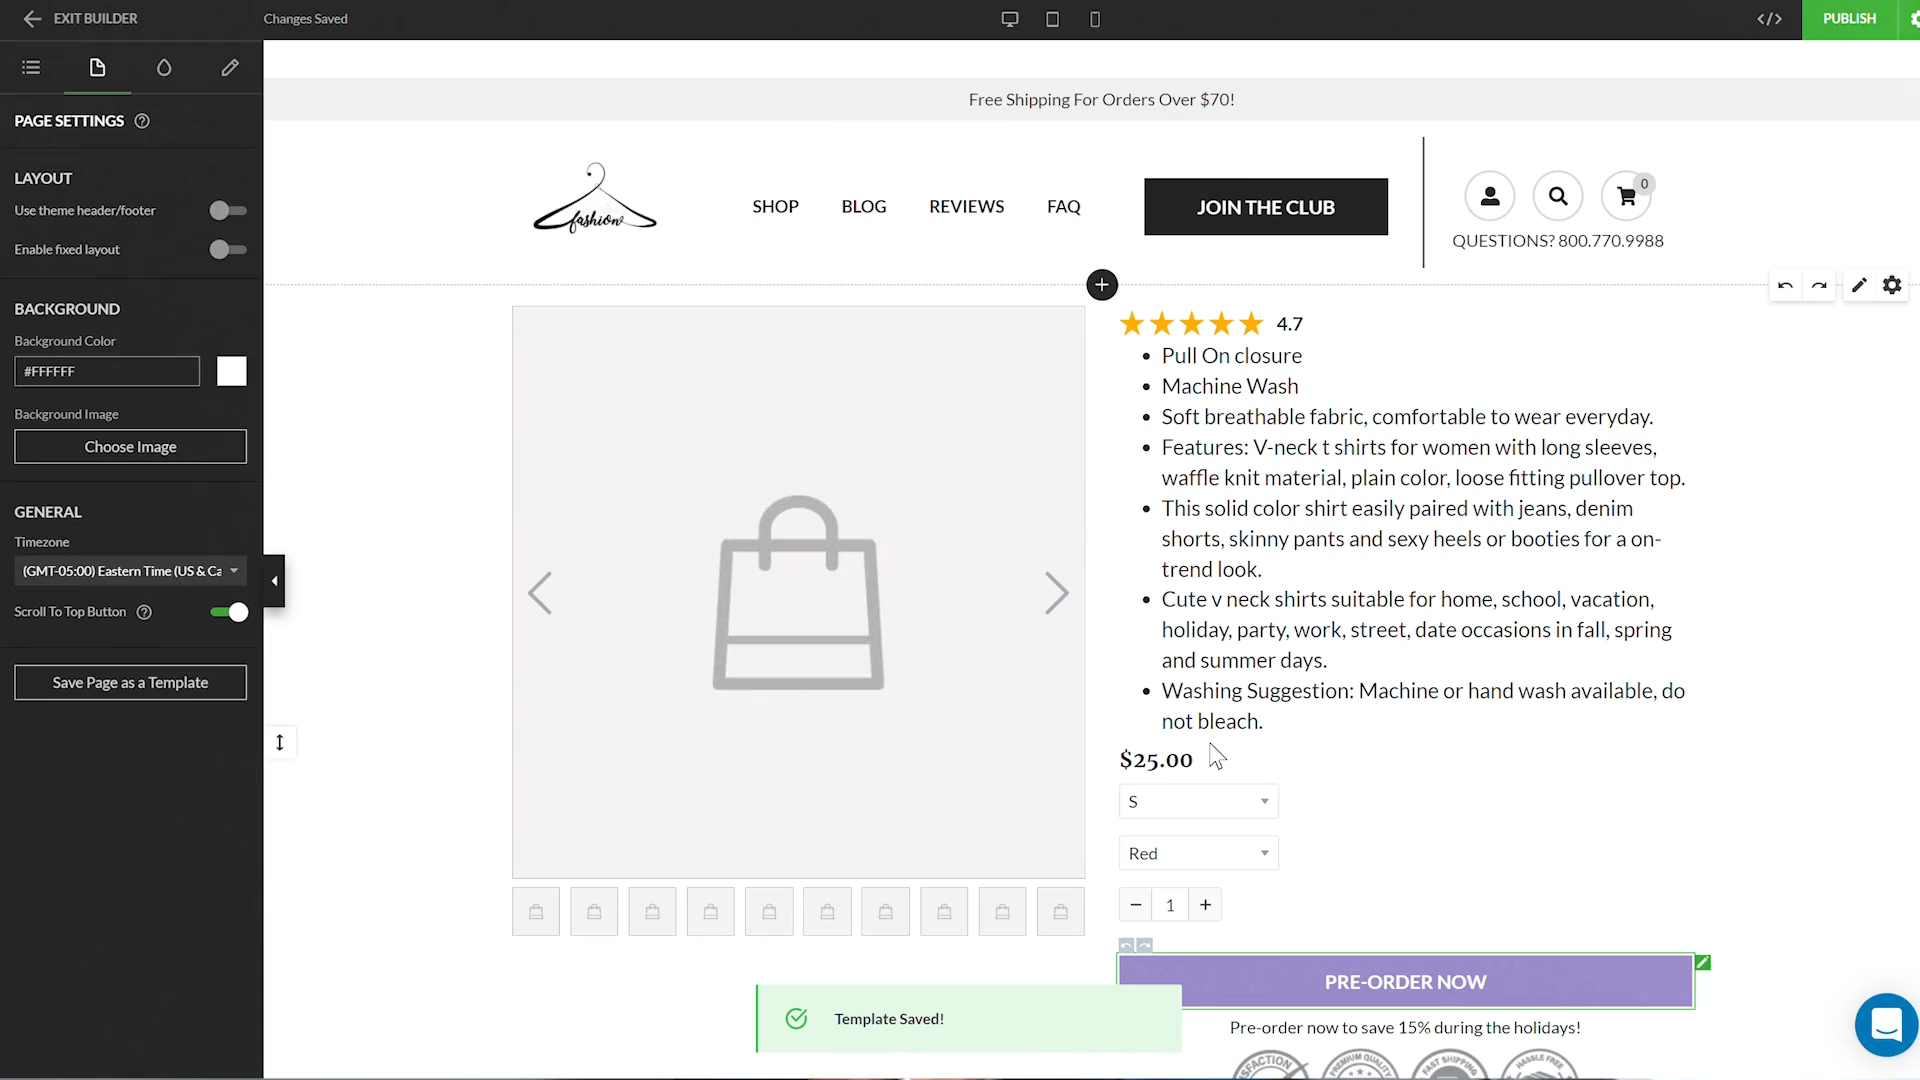 EXIT BUILDER
Changes Saved
</>
PUBLISH
PAGE SETTINGS ?
LAYOUT
Use theme header/footer
Enable fixed layout
BACKGROUND
Background Color
#FFFFFF
Background Image
Choose Image
GENERAL
Timezone
(GMT-05:00) Eastern Time (US & Ca
Scroll To Top Button ?
Save Page as a Template
Free Shipping For Orders Over $70!
fashion
SHOP BLOG REVIEWS FAQ
JOIN THE CLUB
0
QUESTIONS? 800.770.9988
4.7
• Pull On closure
• Machine Wash
• Soft breathable fabric, comfortable to wear everyday.
• Features: V-neck t shirts for women with long sleeves,
waffle knit material, plain color, loose fitting pullover top.
• This solid color shirt easily paired with jeans, denim
shorts, skinny pants and sexy heels or booties for a on-
trend look.
• Cute v neck shirts suitable for home, school, vacation,
holiday, party, work, street, date occasions in fall, spring
and summer days.
• Washing Suggestion: Machine or hand wash available, do
not bleach.
$25.00
S
Red
− 1 +
PRE-ORDER NOW
Template Saved!
Pre-order now to save 15% during the holidays!
PREMIUM QUALITY
FAST SHIPPING
HASSLE FREE